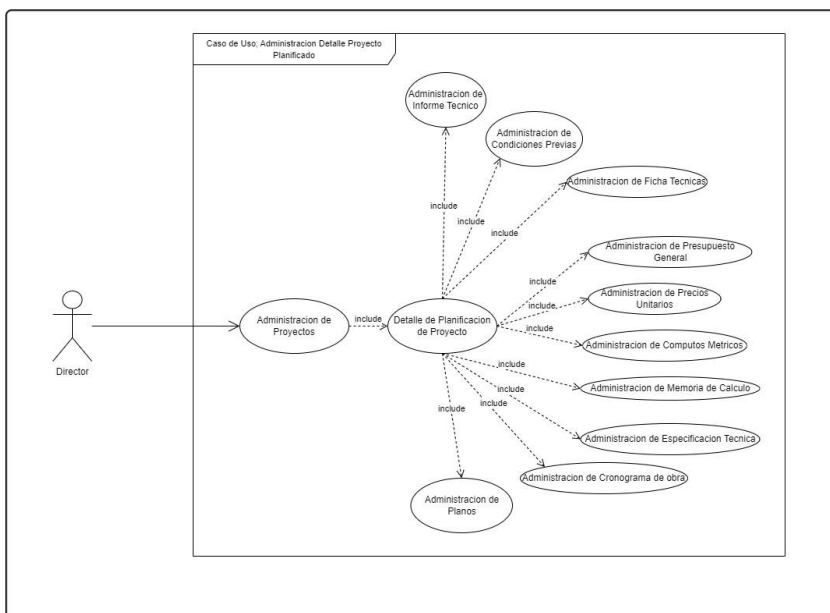 Caso de Uso; Administracion Detalle Proyecto
Planificado
Administracion de
Informe Tecnico
Administracion de
Condiciones Previas
Administracion de Ficha Tecnicas
include
include
include
Administracion de Presupuesto
General
include
Administracion de Precios
Unitarios
include
Administracion de Proyectos
include
Detalle de Planificacion
de Proyecto
include
Administracion de Computos Metricos
Director
include
Administracion de Memoria de Calculo
include
include
include
Administracion de Especificacion Tecnica
Administracion de Cronograma de obra
Administracion de
Planos